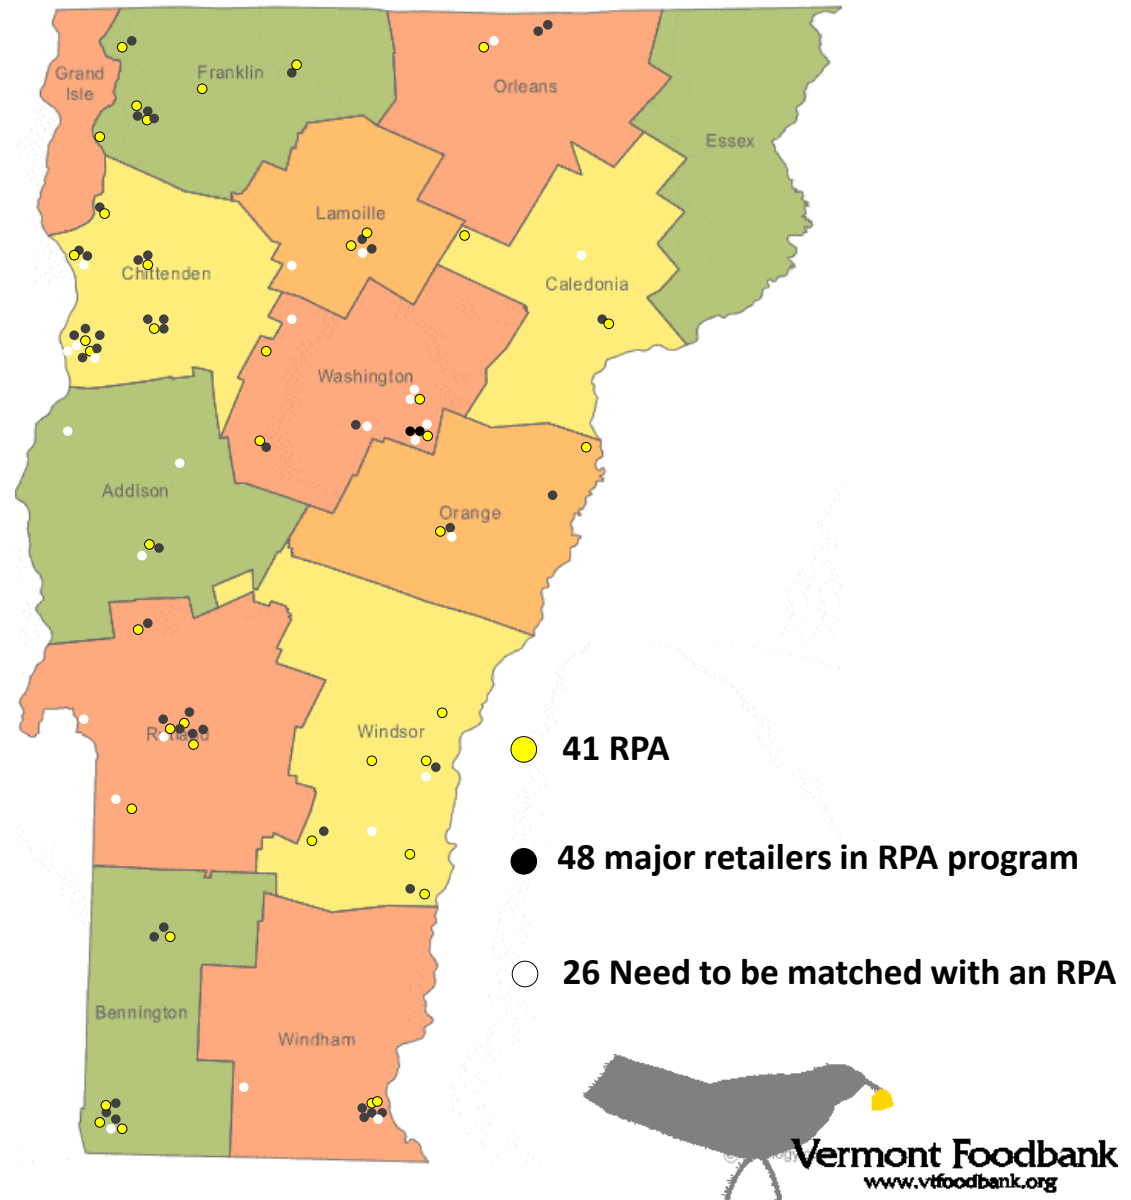 Grand
Isle
Franklin
Orleans
Essex
Lamoille
Chittenden
Caledonia
Washington
Addison
Orange
Rutland
Windsor
41 RPA
48 major retailers in RPA program
26 Need to be matched with an RPA
Bennington
Windham
Vermont Foodbank
www.vtfoodbank.org